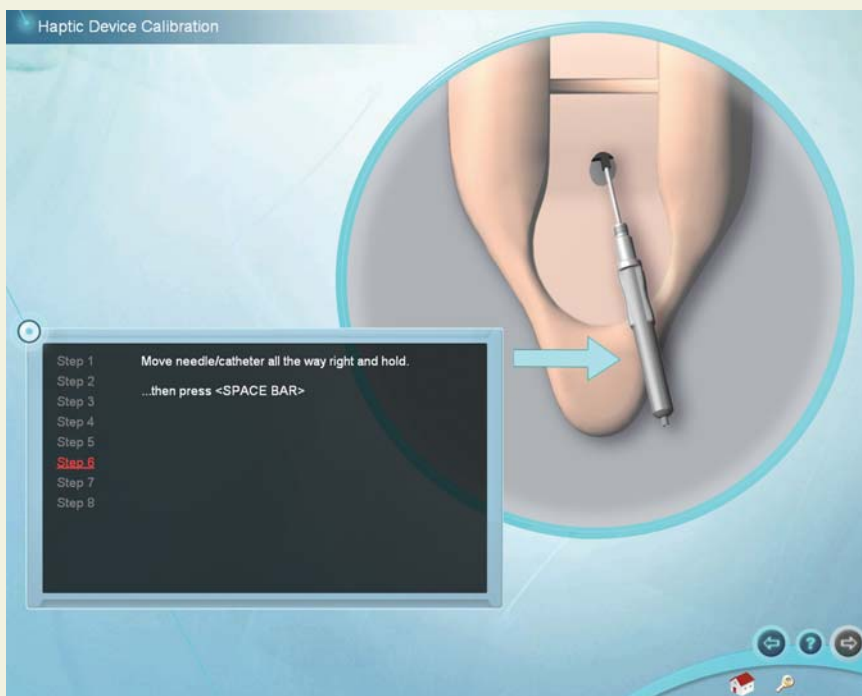 Haptic Device Calibration
Step 1
Move needle/catheter all the way right and hold.
Step 2
...then press <SPACE BAR>
Step 3
Step 4
Step 5
Step 6
Step 7
Step 8
?